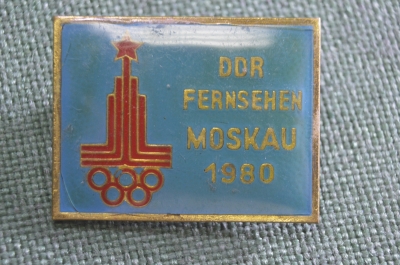 DDR
FERNSEHEN
MOSKAU
1980